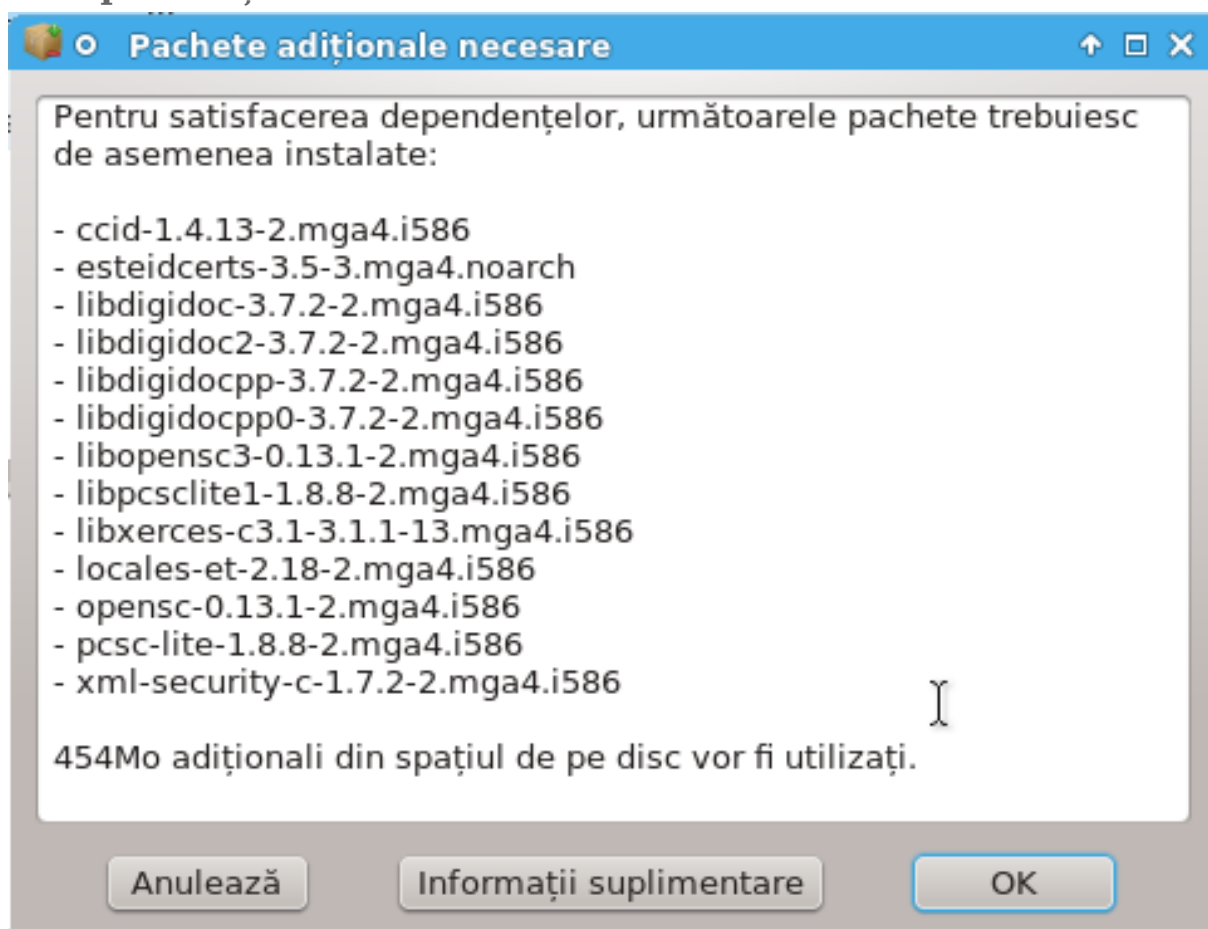 Pachete adiționale necesare
Pentru satisfacerea dependențelor, următoarele pachete trebuiesc
de asemenea instalate:
- ccid-1.4.13-2.mga4.i586
- esteidcerts-3.5-3.mga4.noarch
- libdigidoc-3.7.2-2.mga4.i586
- libdigidoc2-3.7.2-2.mga4.i586
- libdigidocpp-3.7.2-2.mga4.i586
- libdigidocpp0-3.7.2-2.mga4.i586
- libopensc3-0.13.1-2.mga4.i586
- libpcsclite1-1.8.8-2.mga4.i586
- libxerces-c3.1-3.1.1-13.mga4.i586
- locales-et-2.18-2.mga4.i586
- opensc-0.13.1-2.mga4.i586
- pcsc-lite-1.8.8-2.mga4.i586
- xml-security-c-1.7.2-2.mga4.i586
454Mo adiționali din spațiul de pe disc vor fi utilizați.
Anulează Informații suplimentare OK